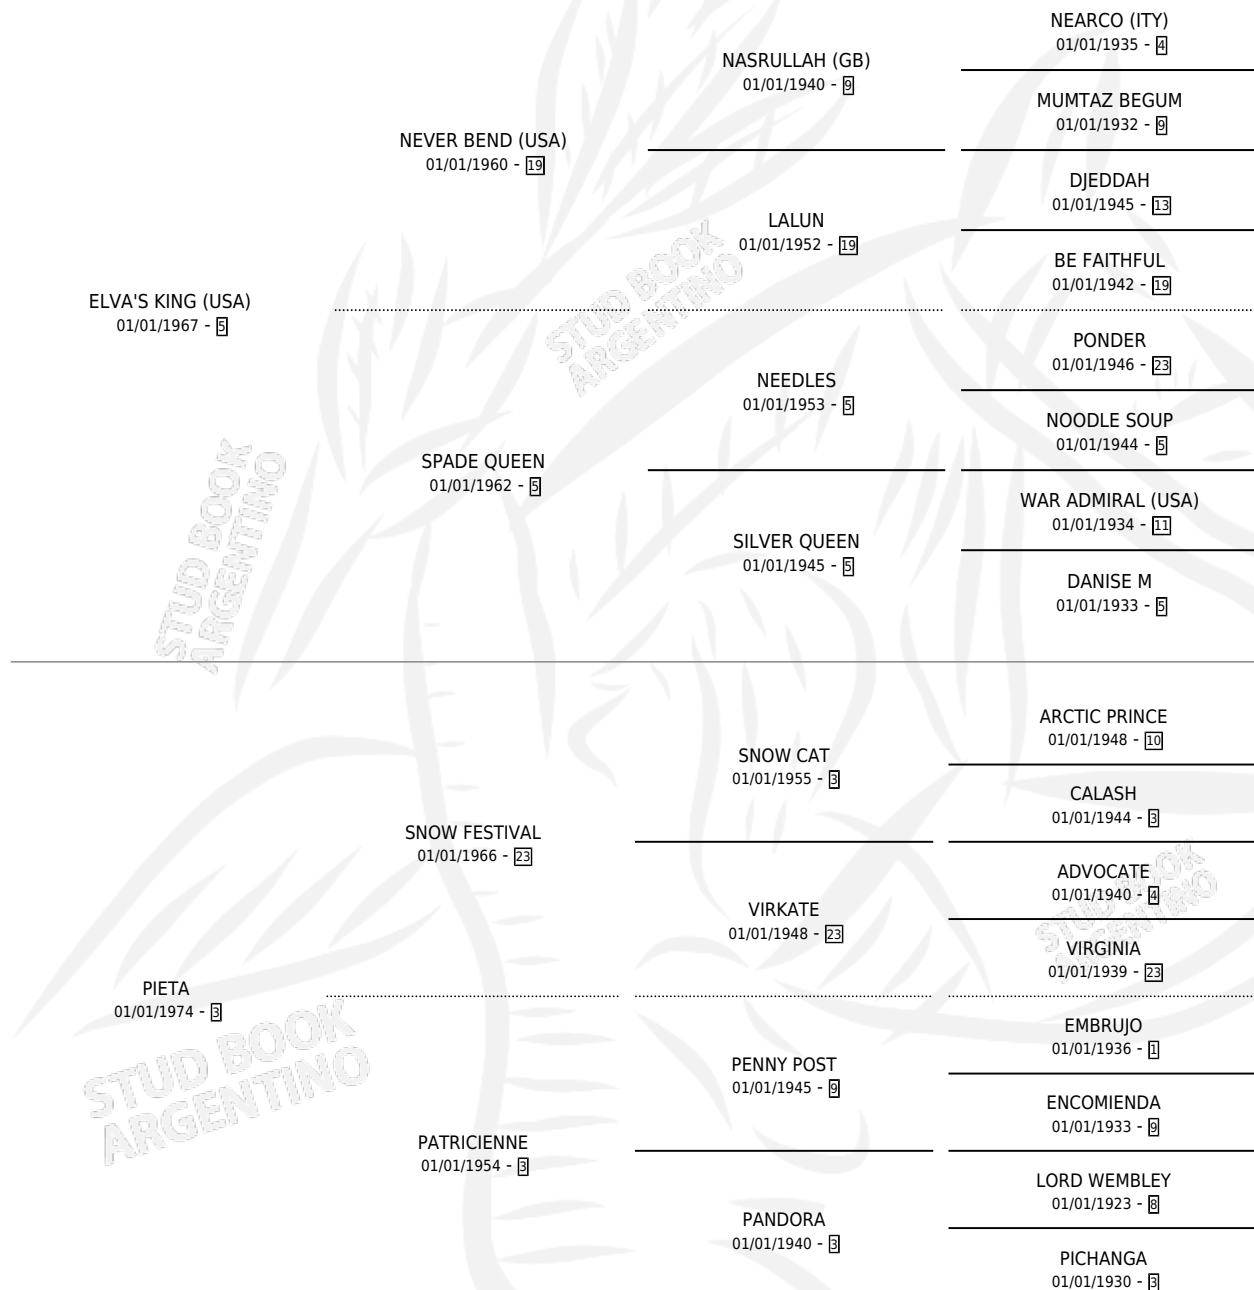 NEARCO (ITY)
01/01/1935 - 4
NASRULLAH (GB)
01/01/1940 - 9
MUMTAZ BEGUM
01/01/1932 - 9
NEVER BEND (USA)
01/01/1960 - 19
DJEDDAH
01/01/1945 - 13
LALUN
01/01/1952 - 19
BE FAITHFUL
01/01/1942 - 19
ELVA'S KING (USA)
01/01/1967 - 5
PONDER
01/01/1946 - 23
NEEDLES
01/01/1953 - 5
NOODLE SOUP
01/01/1944 - 5
SPADE QUEEN
01/01/1962 - 5
WAR ADMIRAL (USA)
01/01/1934 - 11
SILVER QUEEN
01/01/1945 - 5
DANISE M
01/01/1933 - 5
STUD BOOK
ARGENTINO
STUD BOOK
ARGENTINO
ARCTIC PRINCE
01/01/1948 - 10
SNOW CAT
01/01/1955 - 3
CALASH
01/01/1944 - 3
SNOW FESTIVAL
01/01/1966 - 23
ADVOCATE
01/01/1940 - 4
VIRKATE
01/01/1948 - 23
VIRGINIA
01/01/1939 - 23
STUD BOOK
ARGENTINO
PIETA
01/01/1974 - 3
EMBRUJO
01/01/1936 - 1
PENNY POST
01/01/1945 - 9
ENCOMIENDA
01/01/1933 - 9
STUD BOOK
ARGENTINO
PATRICIENNE
01/01/1954 - 3
LORD WEMBLEY
01/01/1923 - 8
PANDORA
01/01/1940 - 3
PICHANGA
01/01/1930 - 3